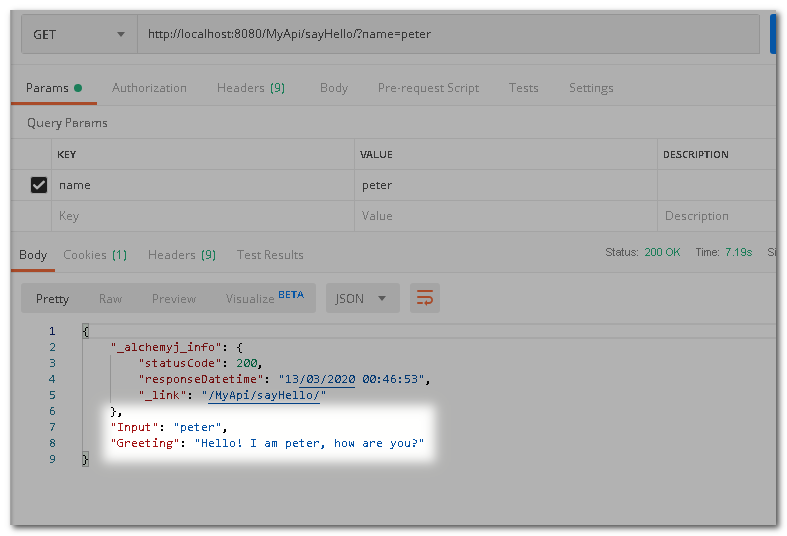 GET http://localhost:8080/MyApi/sayHello/?name=peter
Params Authorization Headers (9) Body Pre-request Script Tests Settings
Query Params
KEY VALUE DESCRIPTION
name peter
Key Value Description
Body Cookies (1) Headers (9) Test Results Status: 200 OK Time: 7.19s Si
Pretty Raw Preview Visualize BETA JSON
1 {
2 "_alchemyj_info": {
3 "statusCode": 200,
4 "responseDatetime": "13/03/2020 00:46:53",
5 "_link": "/MyApi/sayHello/"
6 },
7 "Input": "peter",
8 "Greeting": "Hello! I am peter, how are you?"
9 }